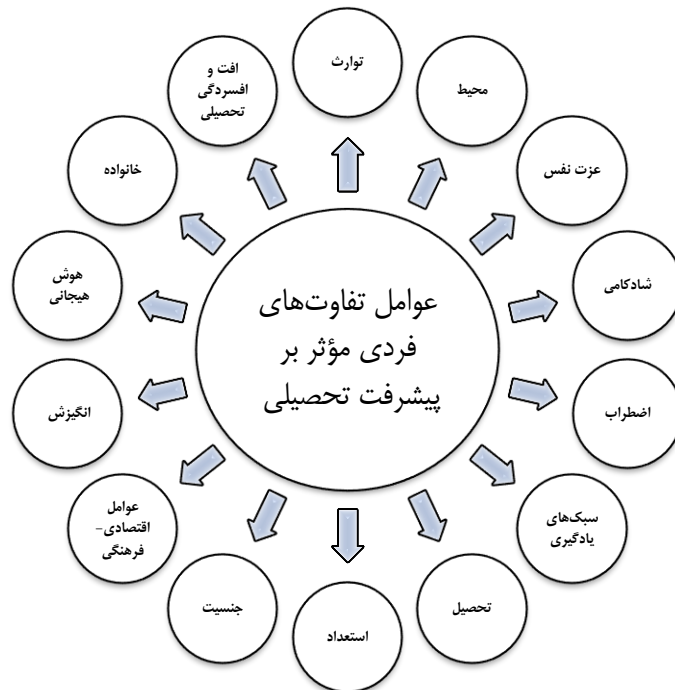 عوامل تفاوت‌های
فردی مؤثر بر
پیشرفت تحصیلی
توارث
محیط
عزت نفس
شادکامی
اضطراب
سبک‌های
یادگیری
تحصیل
استعداد
جنسیت
عوامل
اقتصادی-
فرهنگی
انگیزش
هوش
هیجانی
خانواده
افت و
افسردگی
تحصیلی